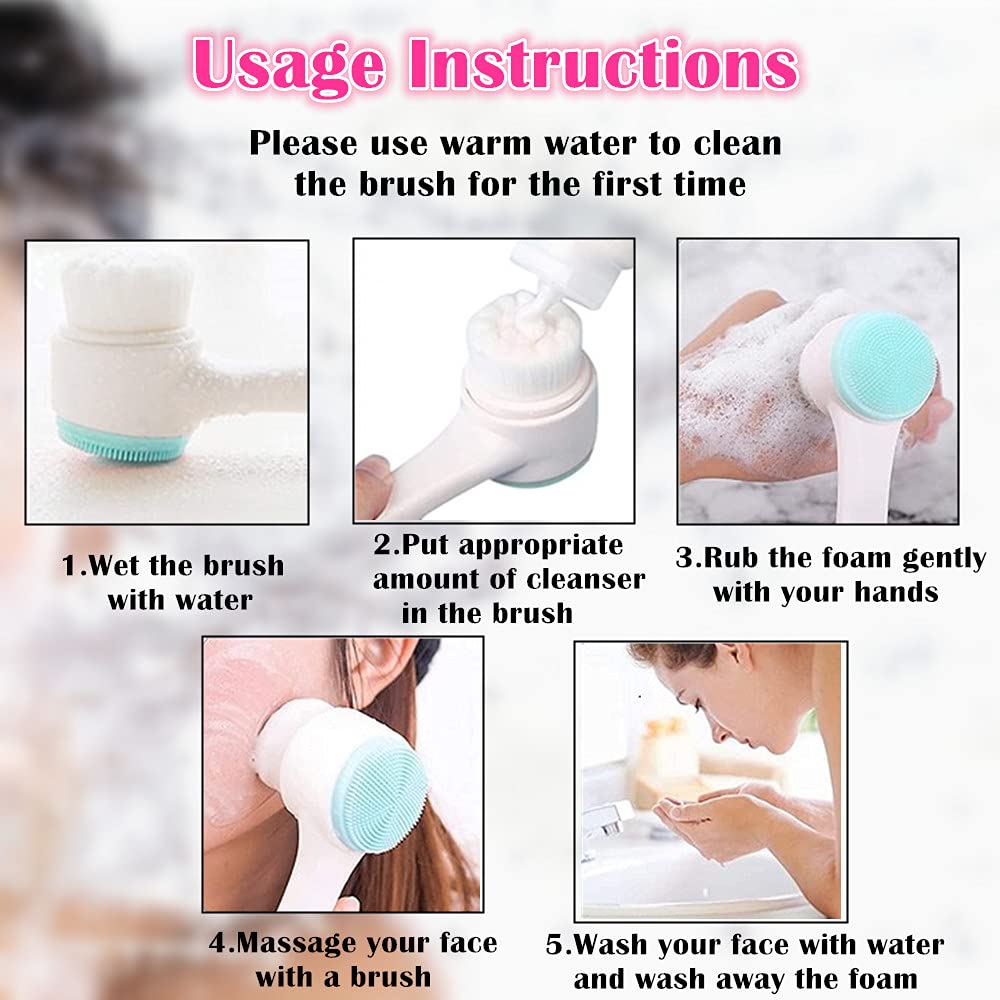 Usage Instructions
Please use warm water to clean
the brush for the first time
1.Wet the brush
with water
2.Put appropriate
amount of cleanser
in the brush
3.Rub the foam gently
with your hands
4.Massage your face
with a brush
5.Wash your face with water
and wash away the foam